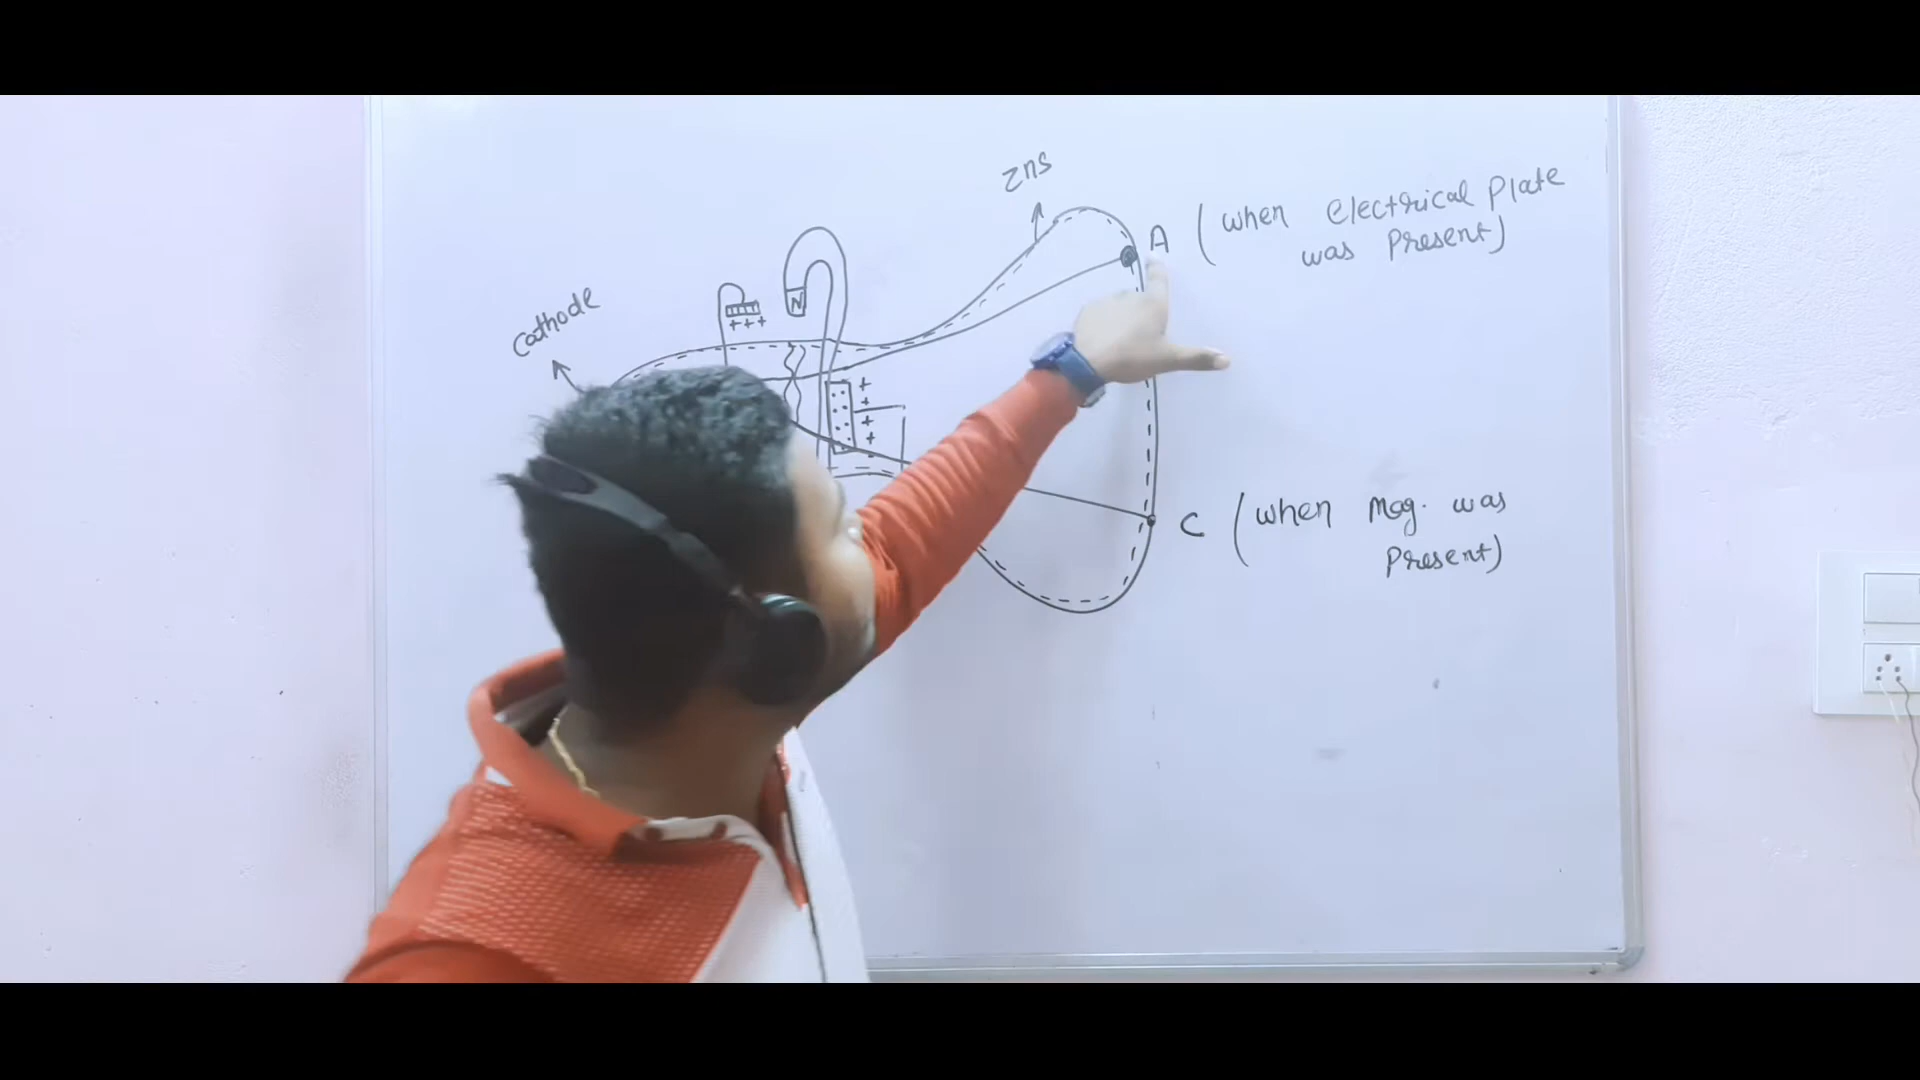 ZnS
A (when electrical plate
was present)
cathode
N
+++
+
+
+
+
C (when mag. was
present)